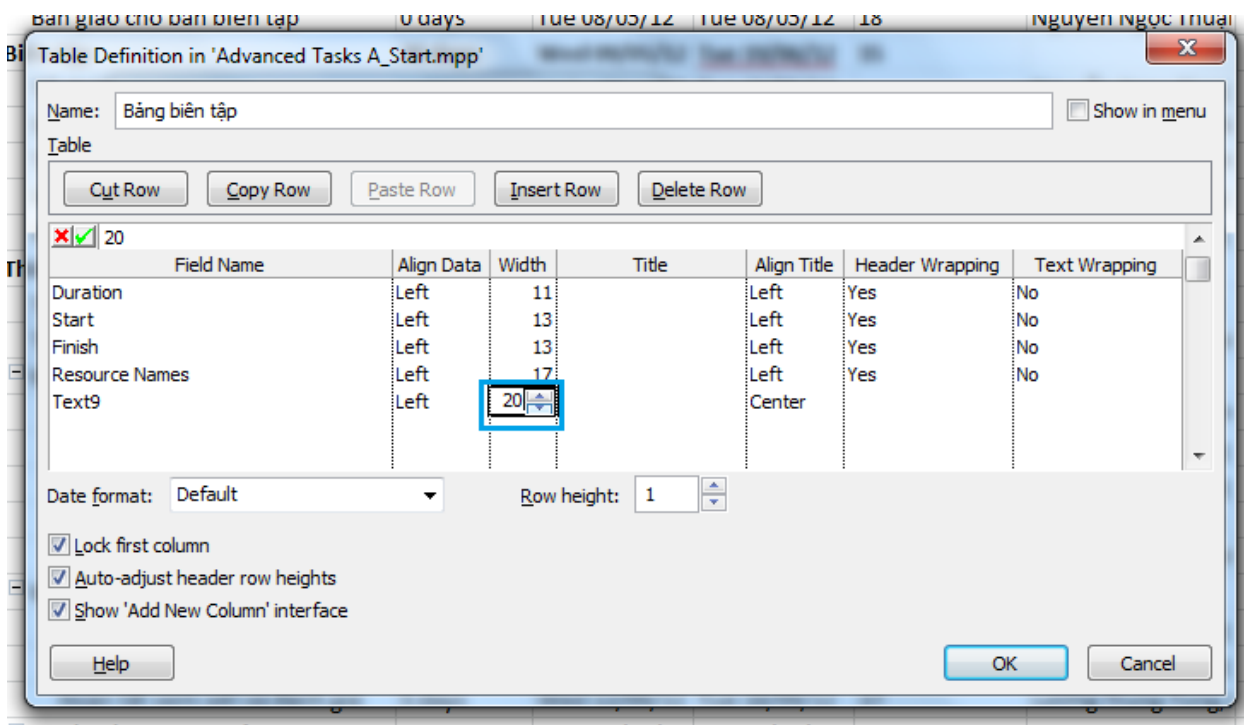 Bàn giao cho ban biên tập 0 days Tue 08/05/12 Tue 08/05/12 18 Nguyễn Ngọc Thuại
Bi
Table Definition in 'Advanced Tasks A_Start.mpp'
Name: Bảng biên tập Show in menu
Table
Cut Row Copy Row Paste Row Insert Row Delete Row
20
Field Name Align Data Width Title Align Title Header Wrapping Text Wrapping
Th
Duration Left 11 Left Yes No
Start Left 13 Left Yes No
Finish Left 13 Left Yes No
Resource Names Left 17 Left Yes No
Text9 Left 20 Center
Date format: Default Row height: 1
Lock first column
Auto-adjust header row heights
Show 'Add New Column' interface
Help OK Cancel